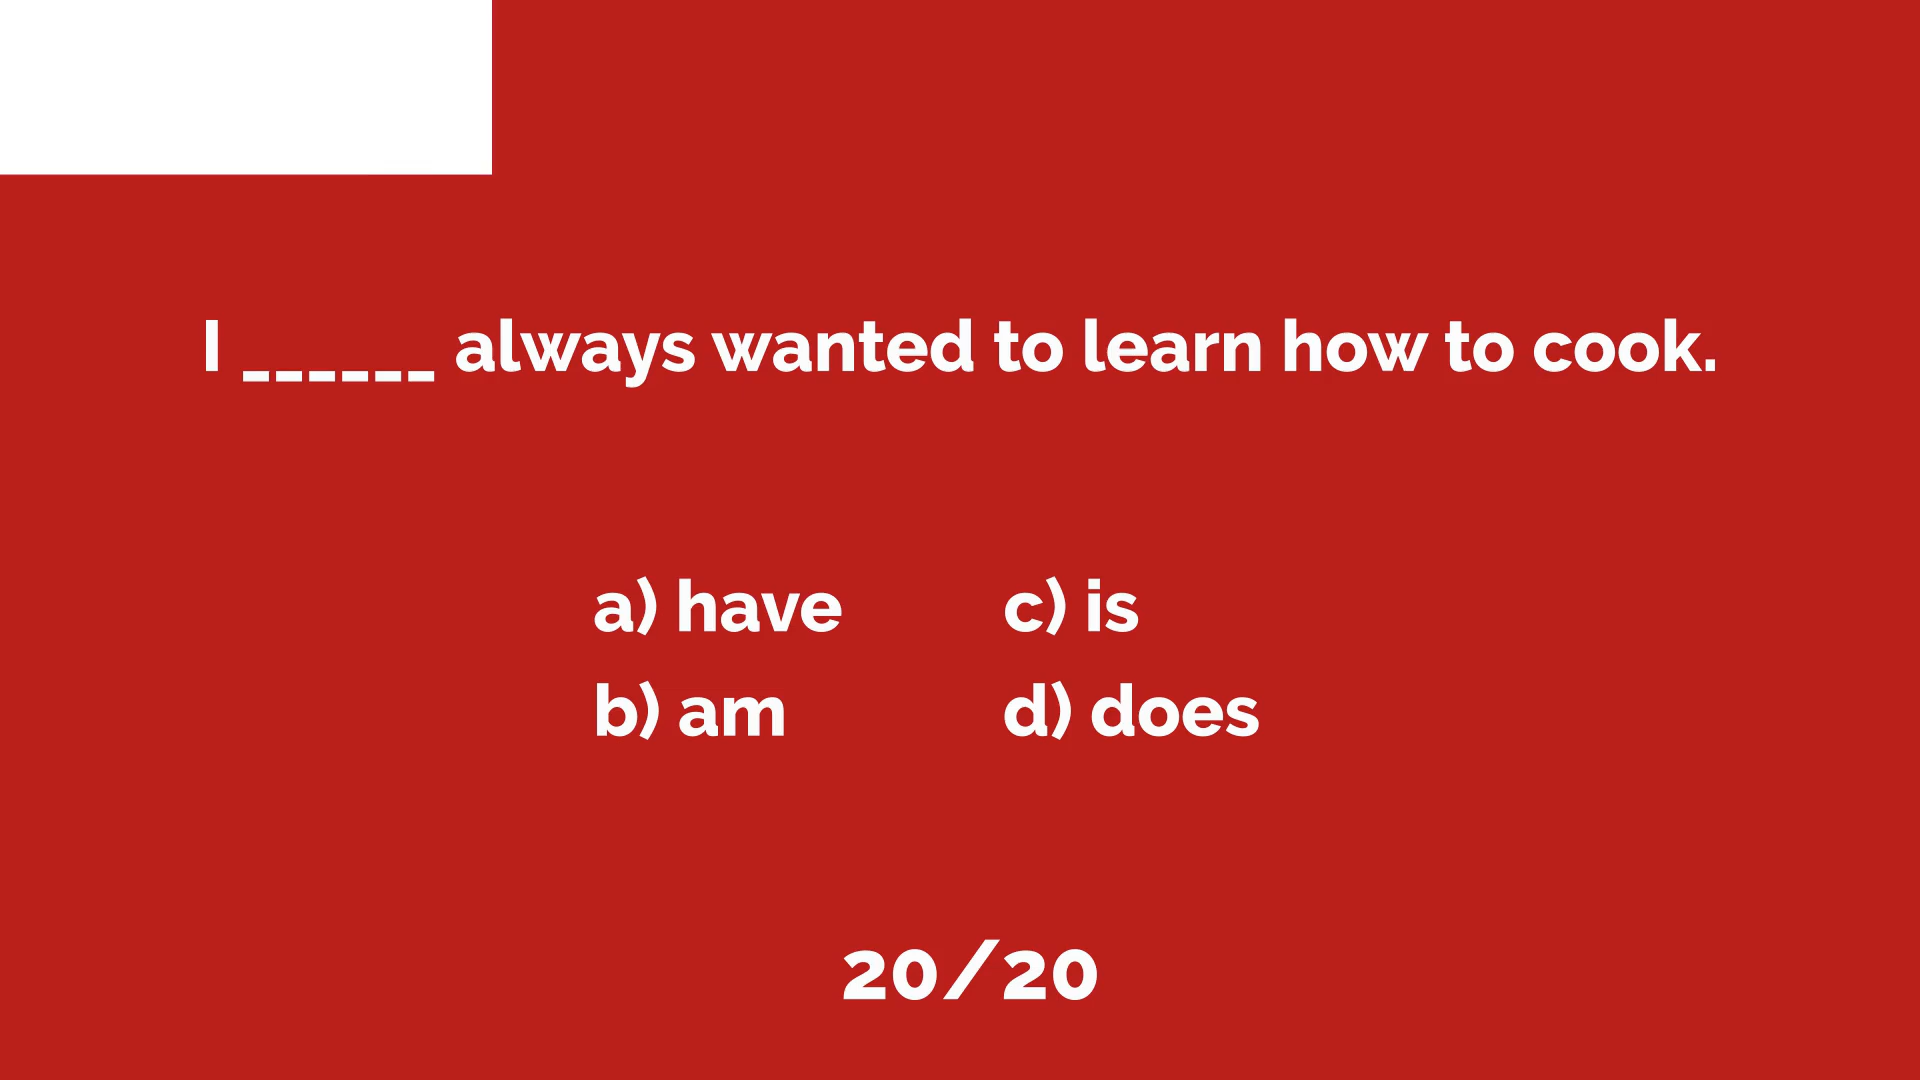 I ______ always wanted to learn how to cook.
a) have
b) am
c) is
d) does
20/20